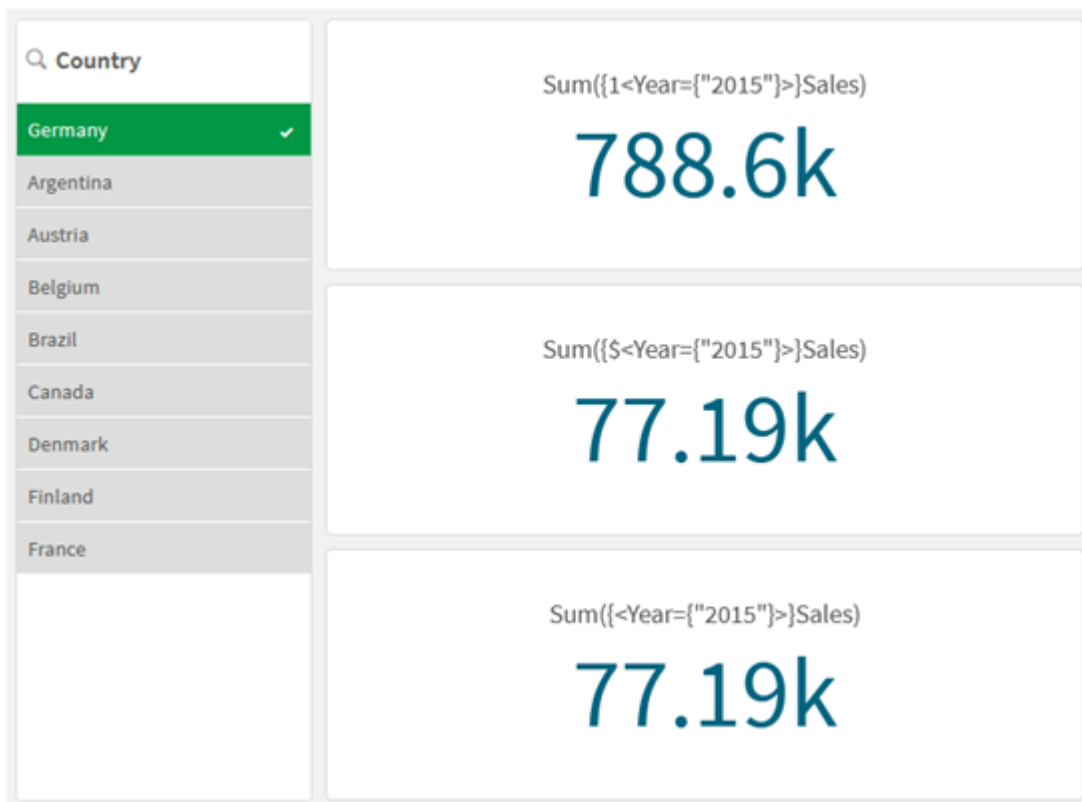 Country
Germany
Argentina
Austria
Belgium
Brazil
Canada
Denmark
Finland
France
Sum({1<Year={"2015"}>}Sales)
788.6k
Sum({$<Year={"2015"}>}Sales)
77.19k
Sum({<Year={"2015"}>}Sales)
77.19k